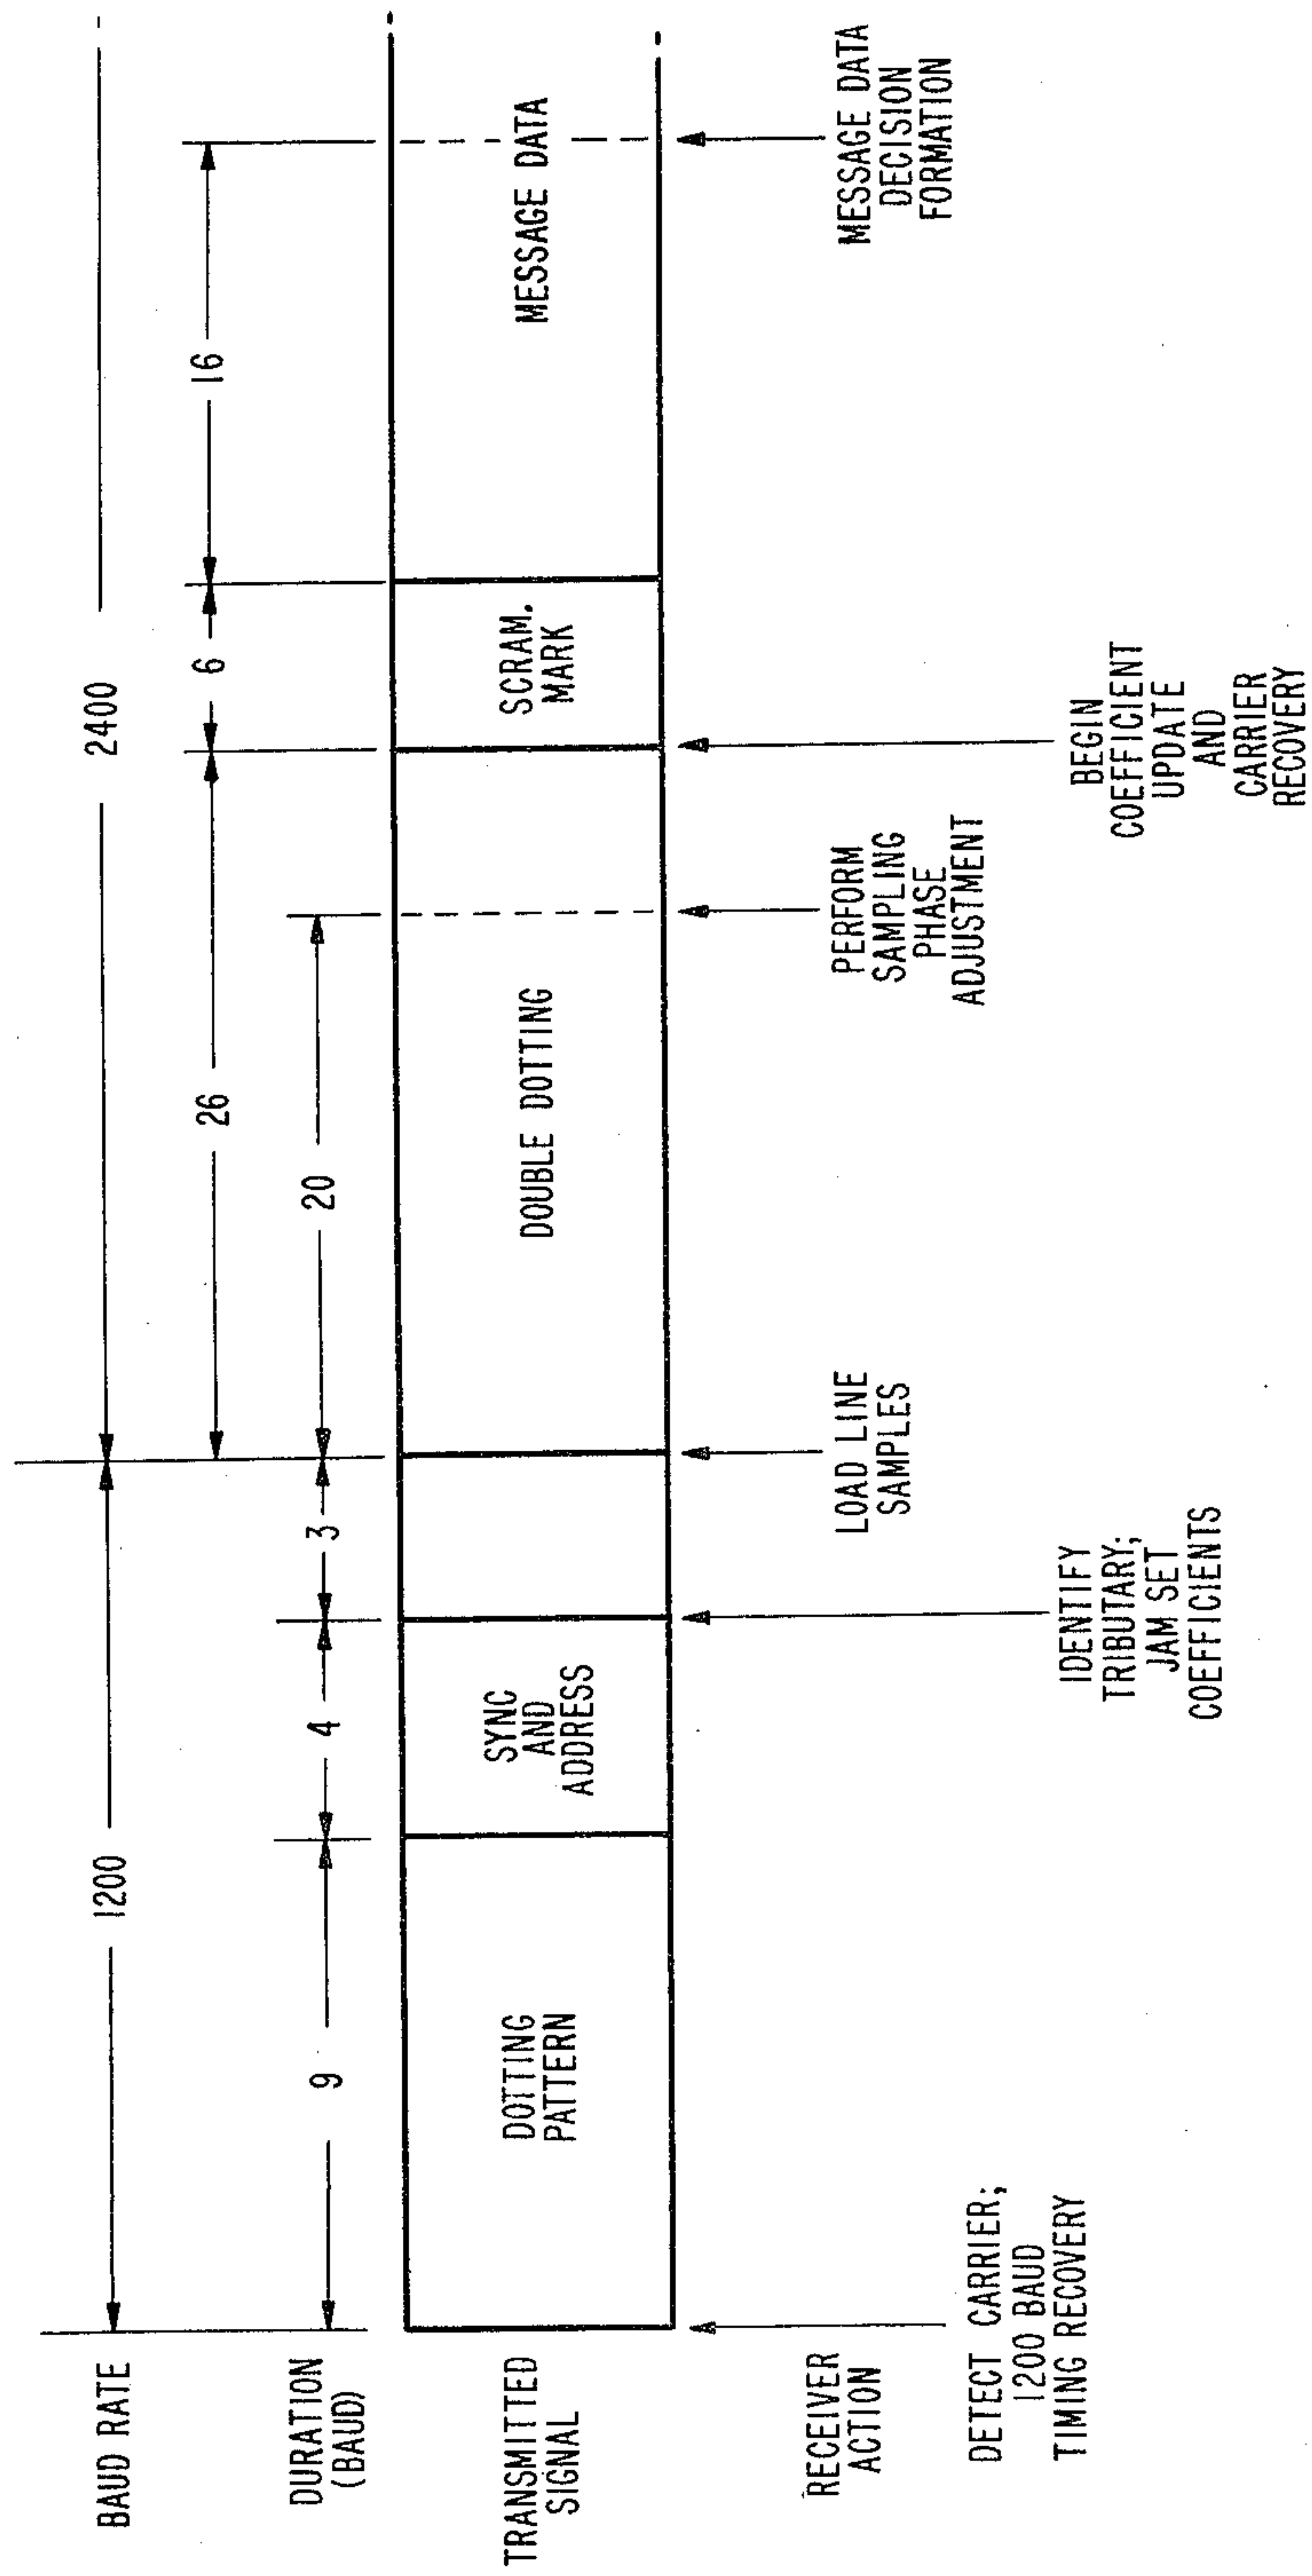 BAUD RATE
1200
2400
DURATION
(BAUD)
9
4
3
20
26
6
16
TRANSMITTED
SIGNAL
DOTTING
PATTERN
SYNC
AND
ADDRESS
DOUBLE DOTTING
SCRAM.
MARK
MESSAGE DATA
RECEIVER
ACTION
DETECT CARRIER;
1200 BAUD
TIMING RECOVERY
IDENTIFY
TRIBUTARY;
JAM SET
COEFFICIENTS
LOAD LINE
SAMPLES
PERFORM
SAMPLING
PHASE
ADJUSTMENT
BEGIN
COEFFICIENT
UPDATE
AND
CARRIER
RECOVERY
MESSAGE DATA
DECISION
FORMATION